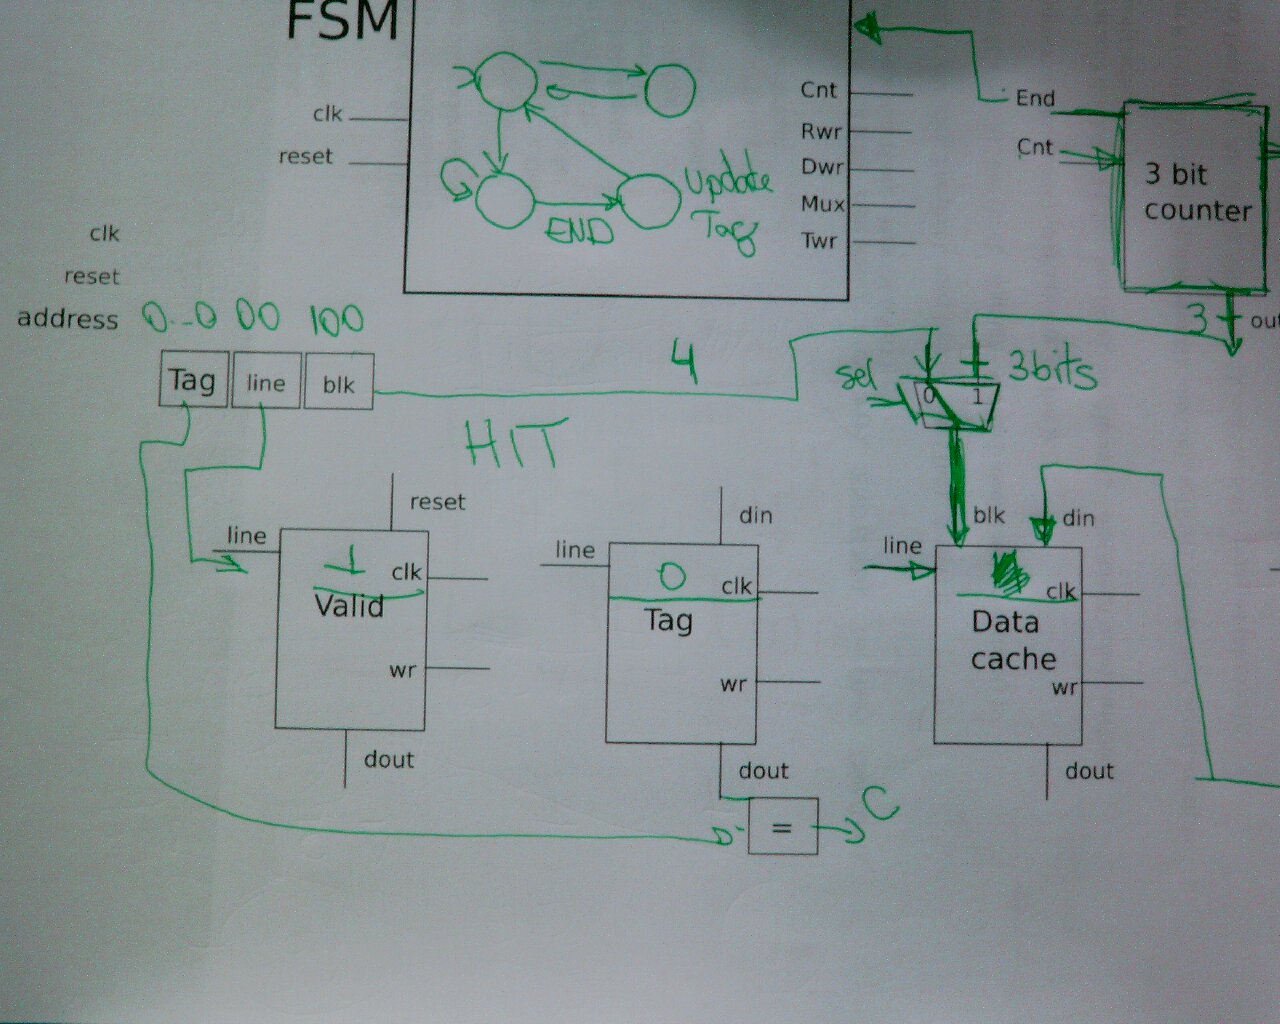 FSM
clk
reset
Cnt
Rwr
Dwr
Mux
Twr
Update
Tag
END
End
Cnt
3 bit
counter
3
clk
reset
address 0...0 00 100
Tag line blk
4
sel
0 1
3bits
HIT
reset
line
1
clk
Valid
wr
dout
din
line
0
clk
Tag
wr
dout
=
C
blk
din
line
clk
Data
cache
wr
dout